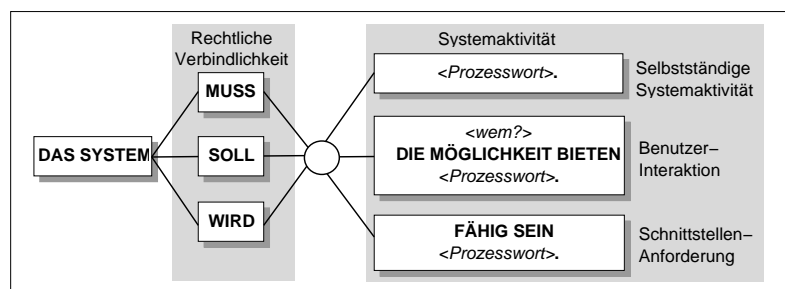 Rechtliche
Verbindlichkeit
Systemaktivität
DAS SYSTEM
MUSS
SOLL
WIRD
<Prozesswort>.
Selbstständige
Systemaktivität
<wem?>
DIE MÖGLICHKEIT BIETEN
<Prozesswort>.
Benutzer–
Interaktion
FÄHIG SEIN
<Prozesswort>.
Schnittstellen–
Anforderung